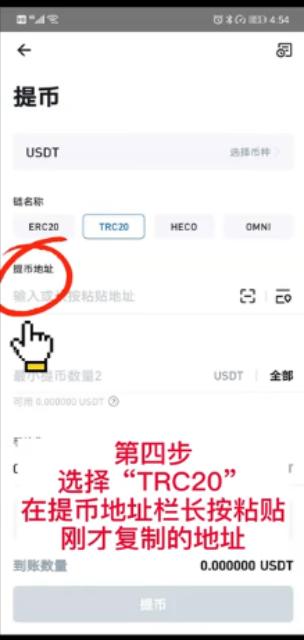 4:54
提币
USDT
选择币种
链名称
ERC20
TRC20
HECO
OMNI
提币地址
输入或长按粘贴地址
最小提币数量2
USDT
全部
可用 0.000000 USDT
第四步
选择“TRC20”
在提币地址栏长按粘贴
刚才复制的地址
到账数量
0.000000 USDT
提币